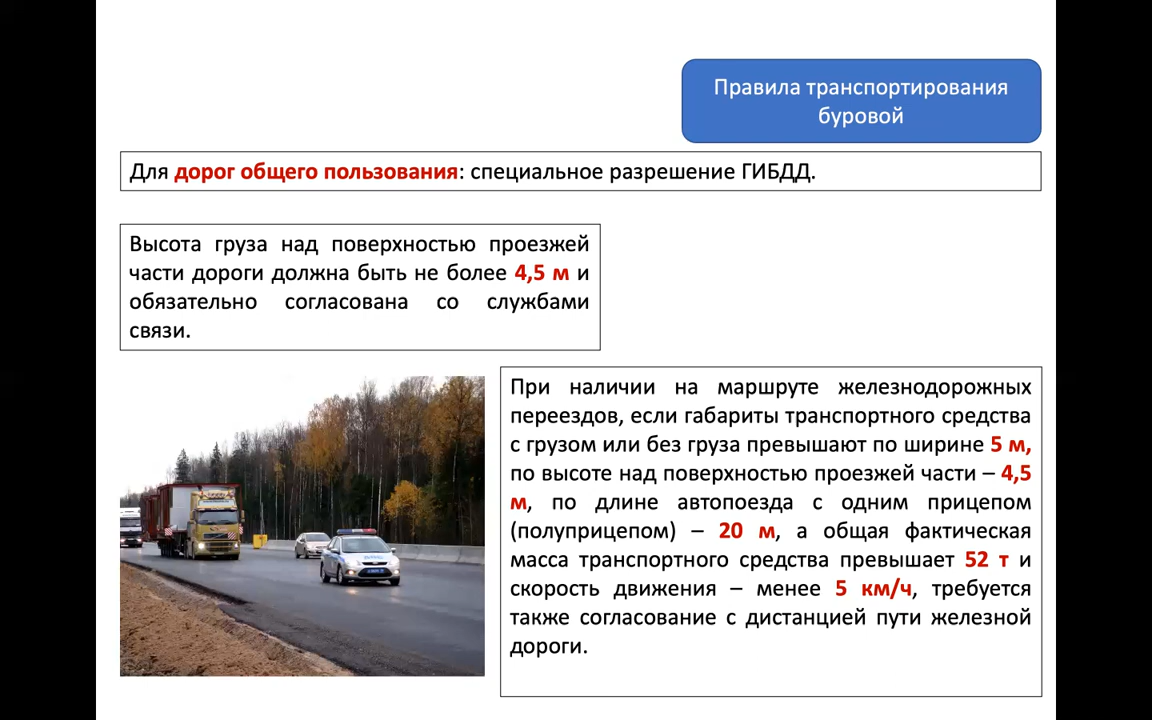 Правила транспортирования
буровой
Для дорог общего пользования: специальное разрешение ГИБДД.
Высота груза над поверхностью проезжей
части дороги должна быть не более 4,5 м и
обязательно согласована со службами
связи.
При наличии на маршруте железнодорожных
переездов, если габариты транспортного средства
с грузом или без груза превышают по ширине 5 м,
по высоте над поверхностью проезжей части – 4,5
м, по длине автопоезда с одним прицепом
(полуприцепом) – 20 м, а общая фактическая
масса транспортного средства превышает 52 т и
скорость движения – менее 5 км/ч, требуется
также согласование с дистанцией пути железной
дороги.